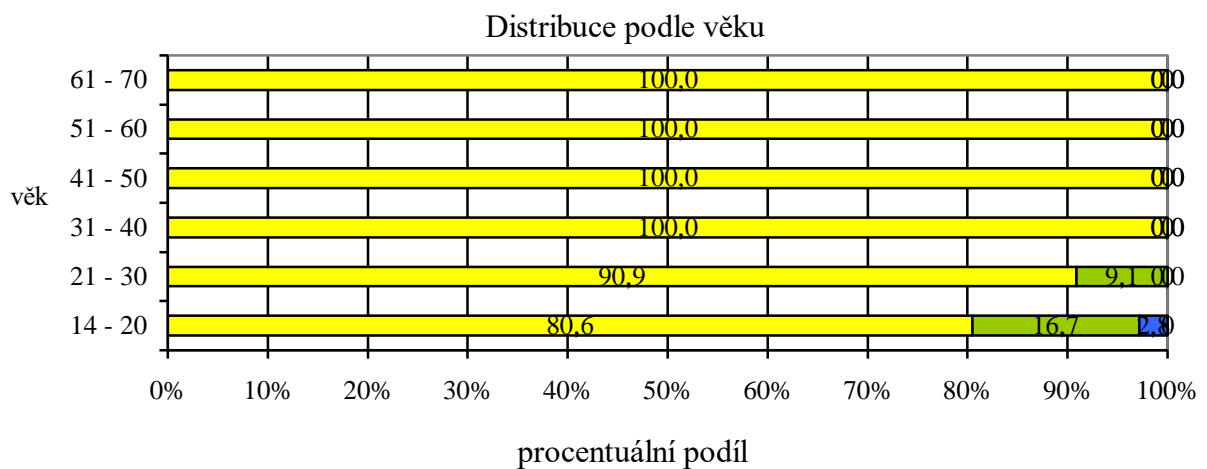 Distribuce podle věku
61 - 70 100,0
51 - 60 100,0
41 - 50 100,0
věk
31 - 40 100,0
21 - 30 90,9 9,1
14 - 20 80,6 16,7 2,8
0% 10% 20% 30% 40% 50% 60% 70% 80% 90% 100%
procentuální podíl